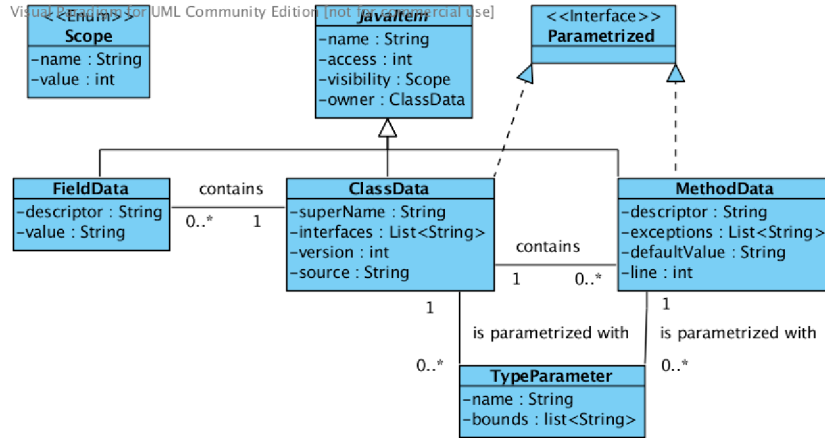 Visual Paradigm for UML Community Edition [not for commercial use]
<<Enum>>
Scope
-name : String
-value : int
JavaItem
-name : String
-access : int
-visibility : Scope
-owner : ClassData
<<Interface>>
Parametrized
FieldData
-descriptor : String
-value : String
contains
0..*
1
ClassData
-superName : String
-interfaces : List<String>
-version : int
-source : String
contains
1
0..*
MethodData
-descriptor : String
-exceptions : List<String>
-defaultValue : String
-line : int
1
is parametrized with
0..*
1
is parametrized with
0..*
TypeParameter
-name : String
-bounds : list<String>